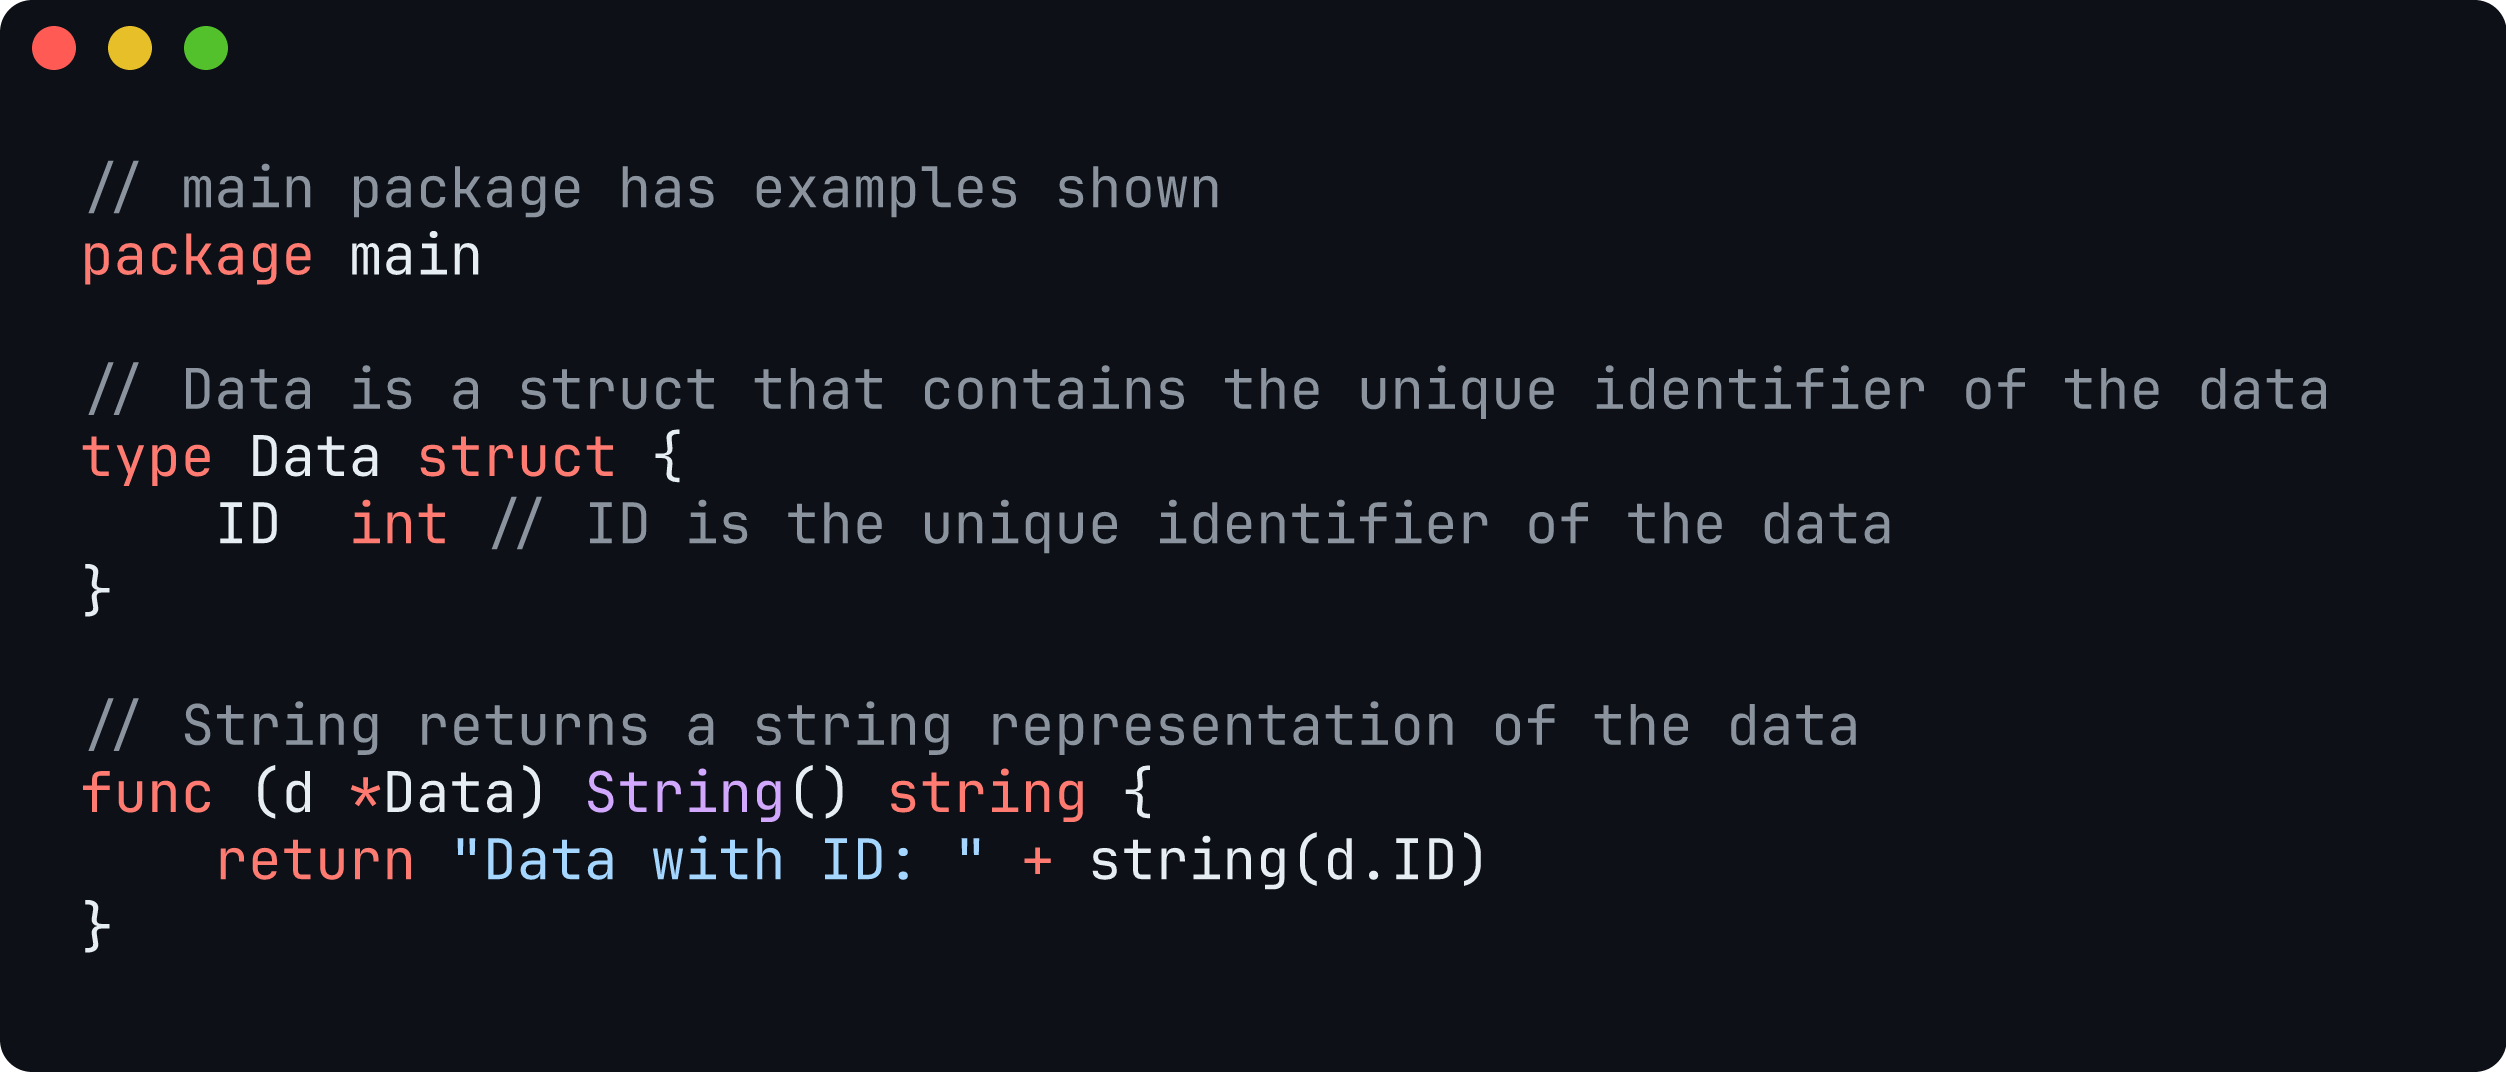 // main package has examples shown
package main

// Data is a struct that contains the unique identifier of the data
type Data struct {
    ID  int // ID is the unique identifier of the data
}

// String returns a string representation of the data
func (d *Data) String() string {
    return "Data with ID: " + string(d.ID)
}